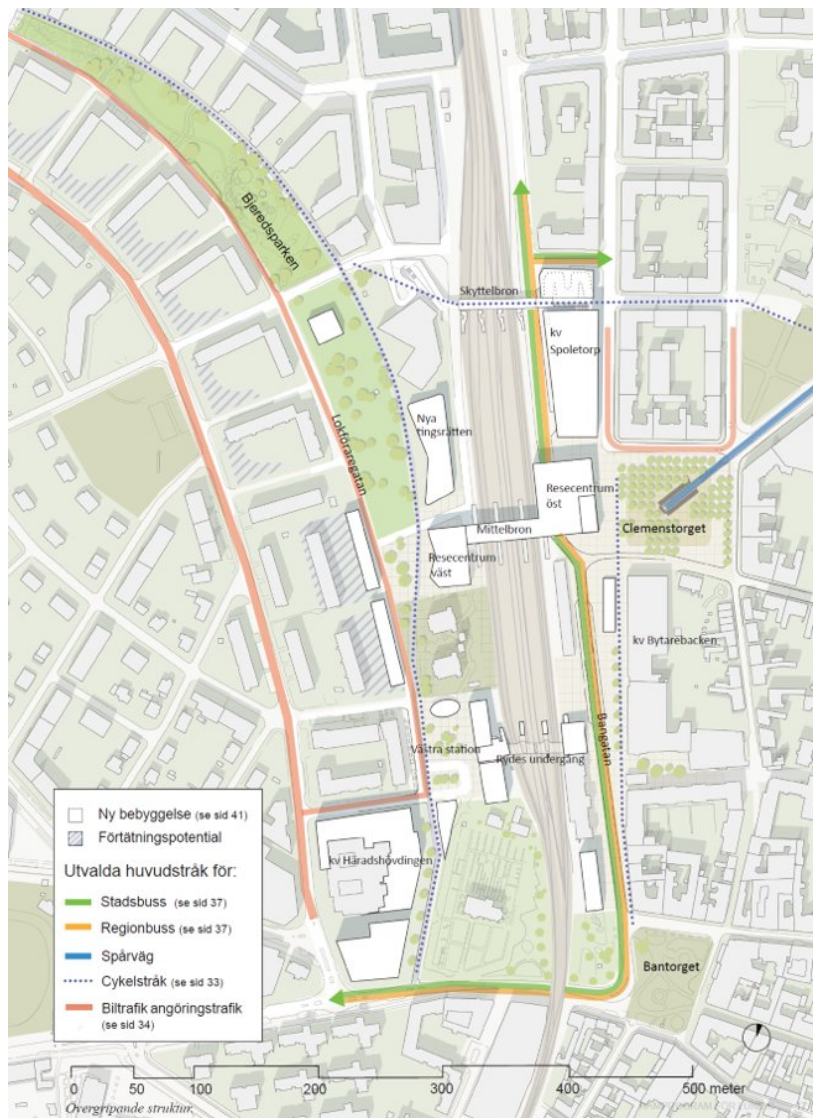 Bjeredsparken
Skyttelbron
kv
Spoletorp
Lokföraregatan
Nya
tingsrätten
Resecentrum
öst
Mittelbron
Clemenstorget
Resecentrum
väst
kv Bytarebacken
Bangatan
Västra station
Rydes undergång
kv Häradshövdingen
Bantorget
Ny bebyggelse (se sid 41)
Förtätningspotential
Utvalda huvudstråk för:
Stadsbuss (se sid 37)
Regionbuss (se sid 37)
Spårväg
Cykelstråk (se sid 33)
Biltrafik angöringstrafik
(se sid 34)
0 50 100 200 300 400 500 meter
Övergripande struktur.